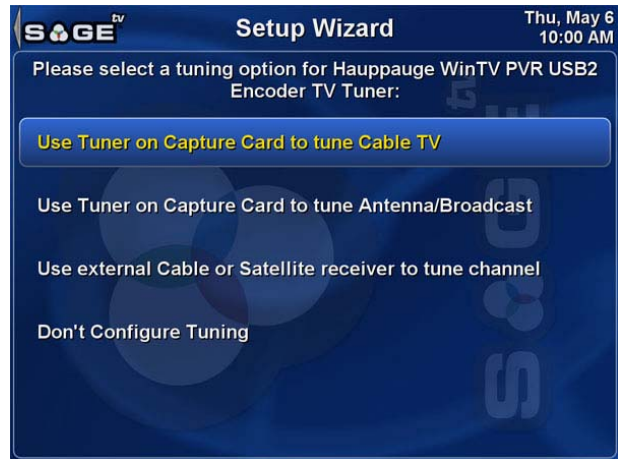 SAGE tv
Setup Wizard
Thu, May 6
10:00 AM
Please select a tuning option for Hauppauge WinTV PVR USB2
Encoder TV Tuner:
Use Tuner on Capture Card to tune Cable TV
Use Tuner on Capture Card to tune Antenna/Broadcast
Use external Cable or Satellite receiver to tune channel
Don't Configure Tuning
SAGE tv